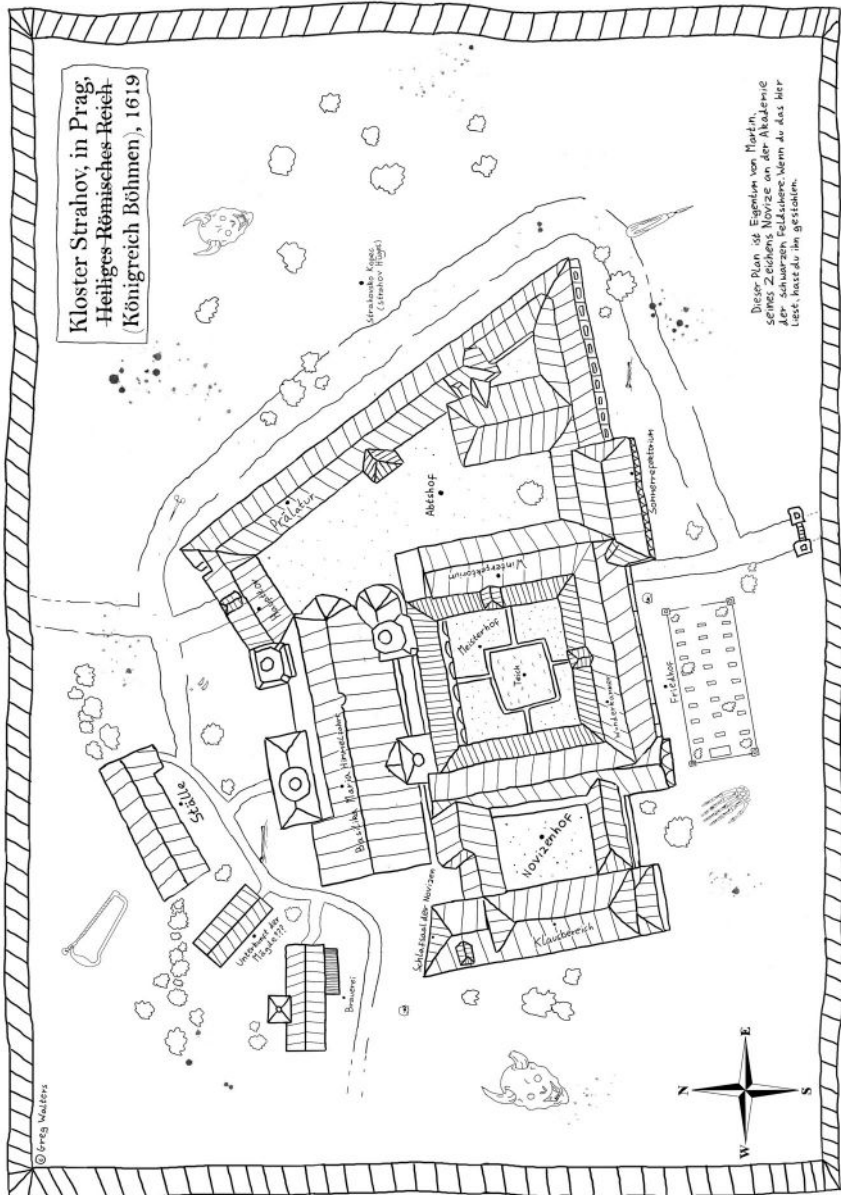 Kloster Strahov, in Prag,
Heiliges Römisches Reich
(Königreich Böhmen), 1619
© Greg Walters
Strahovsko Kopec
(Strahov Hügel)
Ställe
Unterkunft der
Mägde???
Brauerei
Prälatur
Abtshof
Basilika Maria Himmelfahrt
Winterrefektorium
Meisterhof
Teich
Sommerrefektorium
Schlafsaal der Novizen
Novizenhof
Klausbereich
Friedhof
Dieser Plan ist Eigentum von Martin,
seines Zeichens Novize an der Akademie
der schwarzen Feldschere. Wenn du das hier
liest, hast du ihn gestohlen.
N
W
E
S